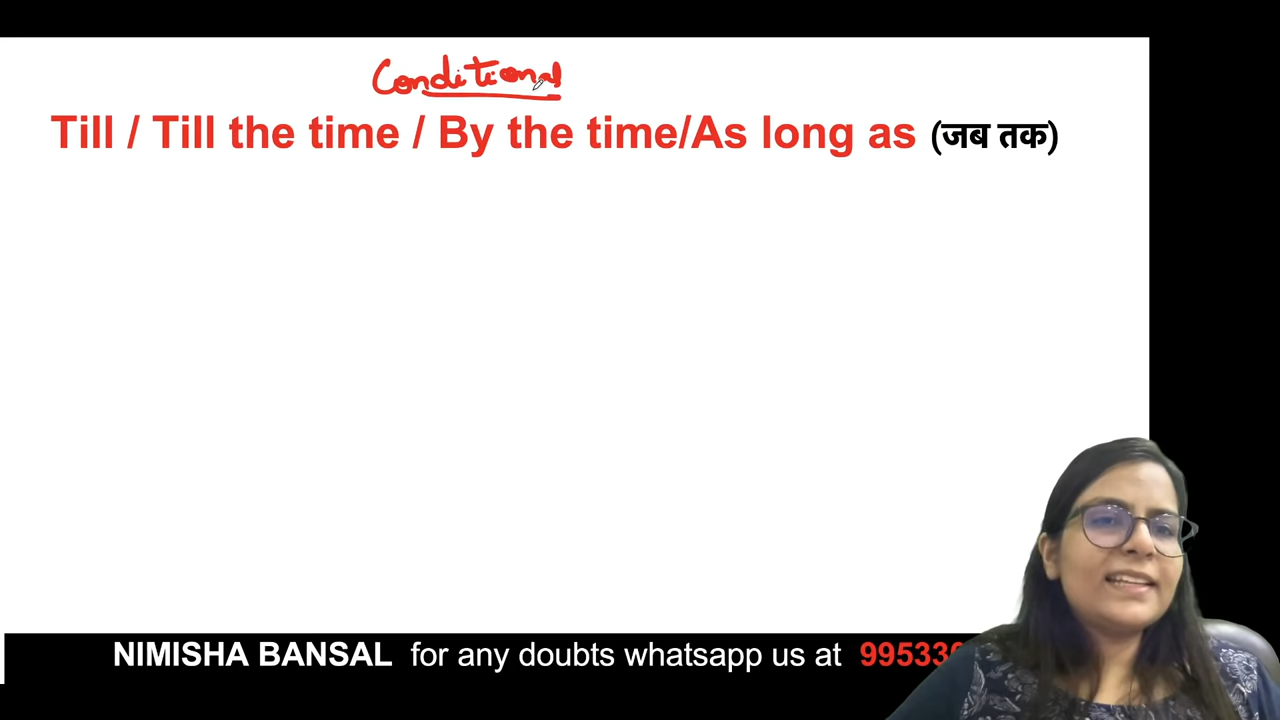 Conditional
Till / Till the time / By the time/As long as (जब तक)
NIMISHA BANSAL for any doubts whatsapp us at